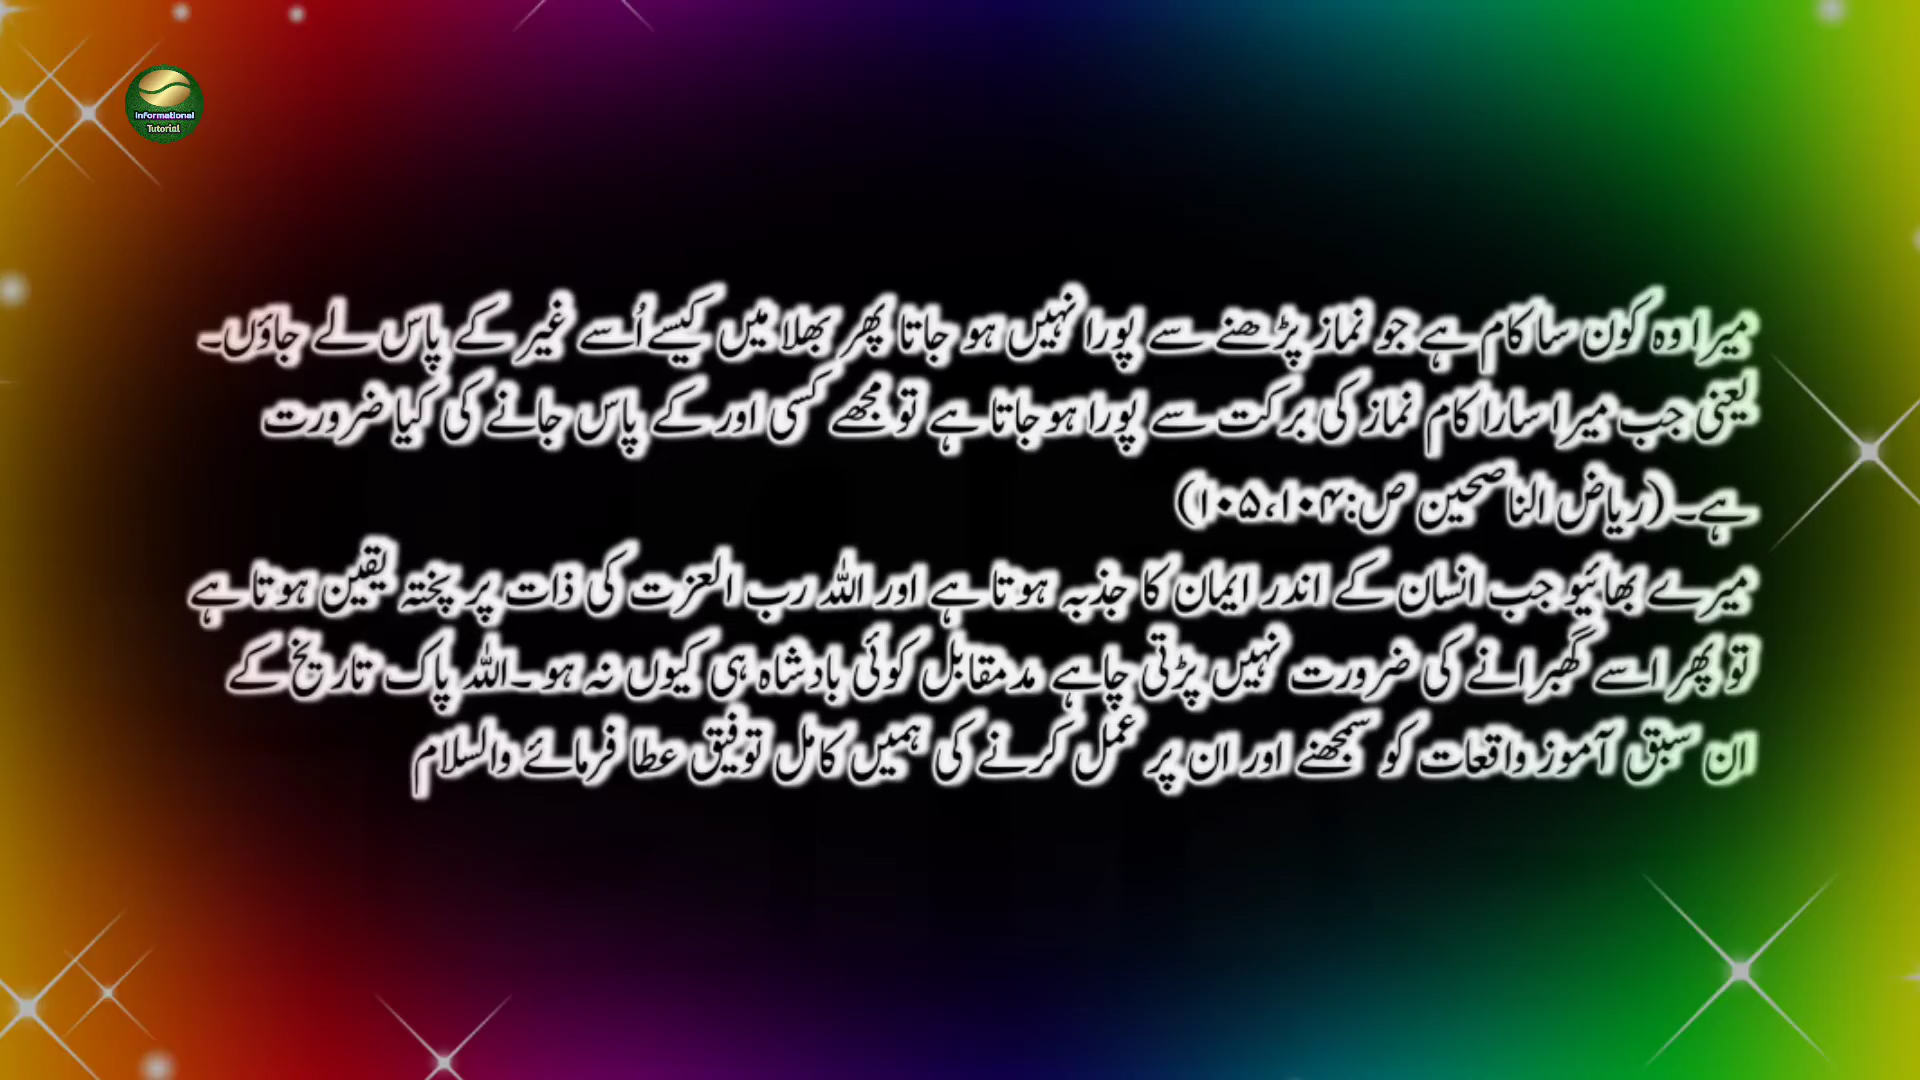 Informational
Tutorial
میرا وہ کون سا کام ہے جو نماز پڑھنے سے پورا نہیں ہو جاتا پھر بھلا میں کیسے اُسے غیر کے پاس لے جاؤں۔
یعنی جب میرا سارا کام نماز کی برکت سے پورا ہو جاتا ہے تو مجھے کسی اور کے پاس جانے کی کیا ضرورت
ہے۔ (ریاض الناصحین ص:۱۰۴،۱۰۵)
میرے بھائیو جب انسان کے اندر ایمان کا جذبہ ہوتا ہے اور اللہ رب العزت کی ذات پر پختہ یقین ہوتا ہے
تو پھر اسے گھبرانے کی ضرورت نہیں پڑتی چاہے مدمقابل کوئی بادشاہ ہی کیوں نہ ہو ۔اللہ پاک تاریخ کے
ان سبق آموز واقعات کو سمجھنے اور ان پر عمل کرنے کی ہمیں کامل توفیق عطا فرمائے والسلام